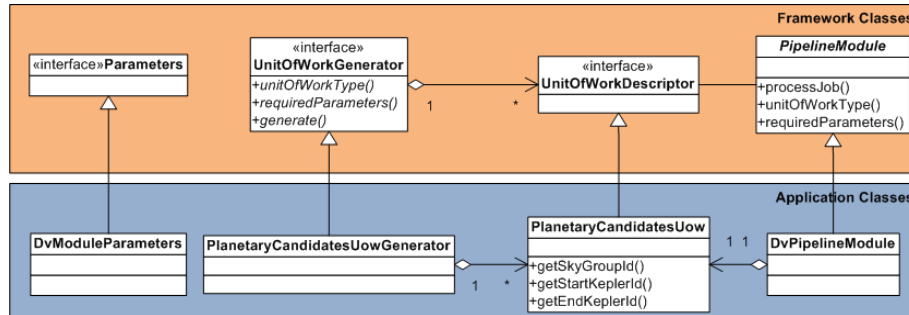 Framework Classes
«interface»Parameters
«interface»
UnitOfWorkGenerator
+unitOfWorkType()
+requiredParameters()
+generate()
1
*
«interface»
UnitOfWorkDescriptor
PipelineModule
+processJob()
+unitOfWorkType()
+requiredParameters()
Application Classes
DvModuleParameters
PlanetaryCandidatesUowGenerator
1
*
PlanetaryCandidatesUow
+getSkyGroupId()
+getStartKeplerId()
+getEndKeplerId()
1 1
DvPipelineModule